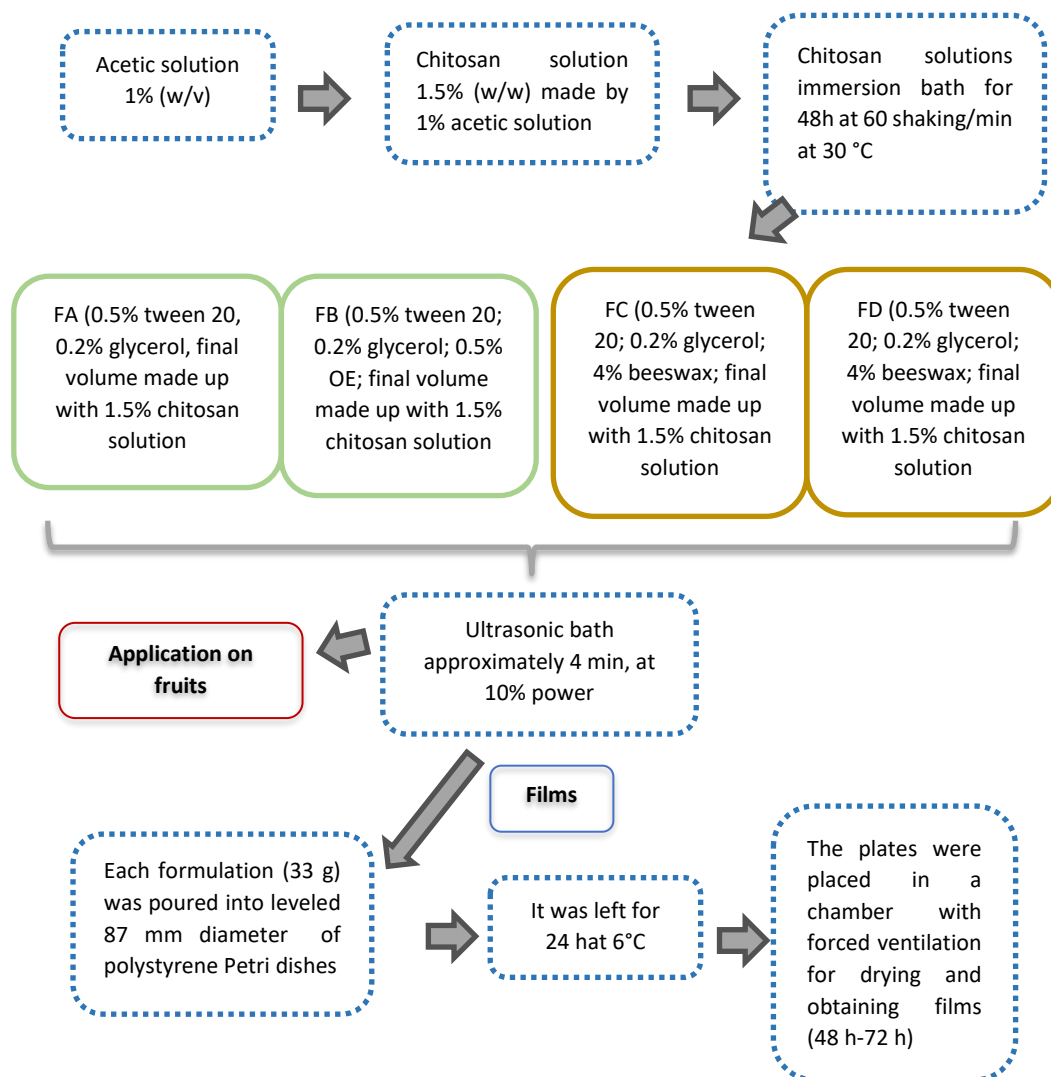 Acetic solution
1% (w/v)
Chitosan solution
1.5% (w/w) made by
1% acetic solution
Chitosan solutions
immersion bath for
48h at 60 shaking/min
at 30 °C
FA (0.5% tween 20,
0.2% glycerol, final
volume made up
with 1.5% chitosan
solution
FB (0.5% tween 20;
0.2% glycerol; 0.5%
OE; final volume
made up with 1.5%
chitosan solution
FC (0.5% tween
20; 0.2% glycerol;
4% beeswax; final
volume made up
with 1.5% chitosan
solution
FD (0.5% tween
20; 0.2% glycerol;
4% beeswax; final
volume made up
with 1.5% chitosan
solution
Ultrasonic bath
approximately 4 min, at
10% power
Application on
fruits
Films
Each formulation (33 g)
was poured into leveled
87 mm diameter of
polystyrene Petri dishes
It was left for
24 hat 6°C
The plates were
placed in a
chamber with
forced ventilation
for drying and
obtaining films
(48 h-72 h)